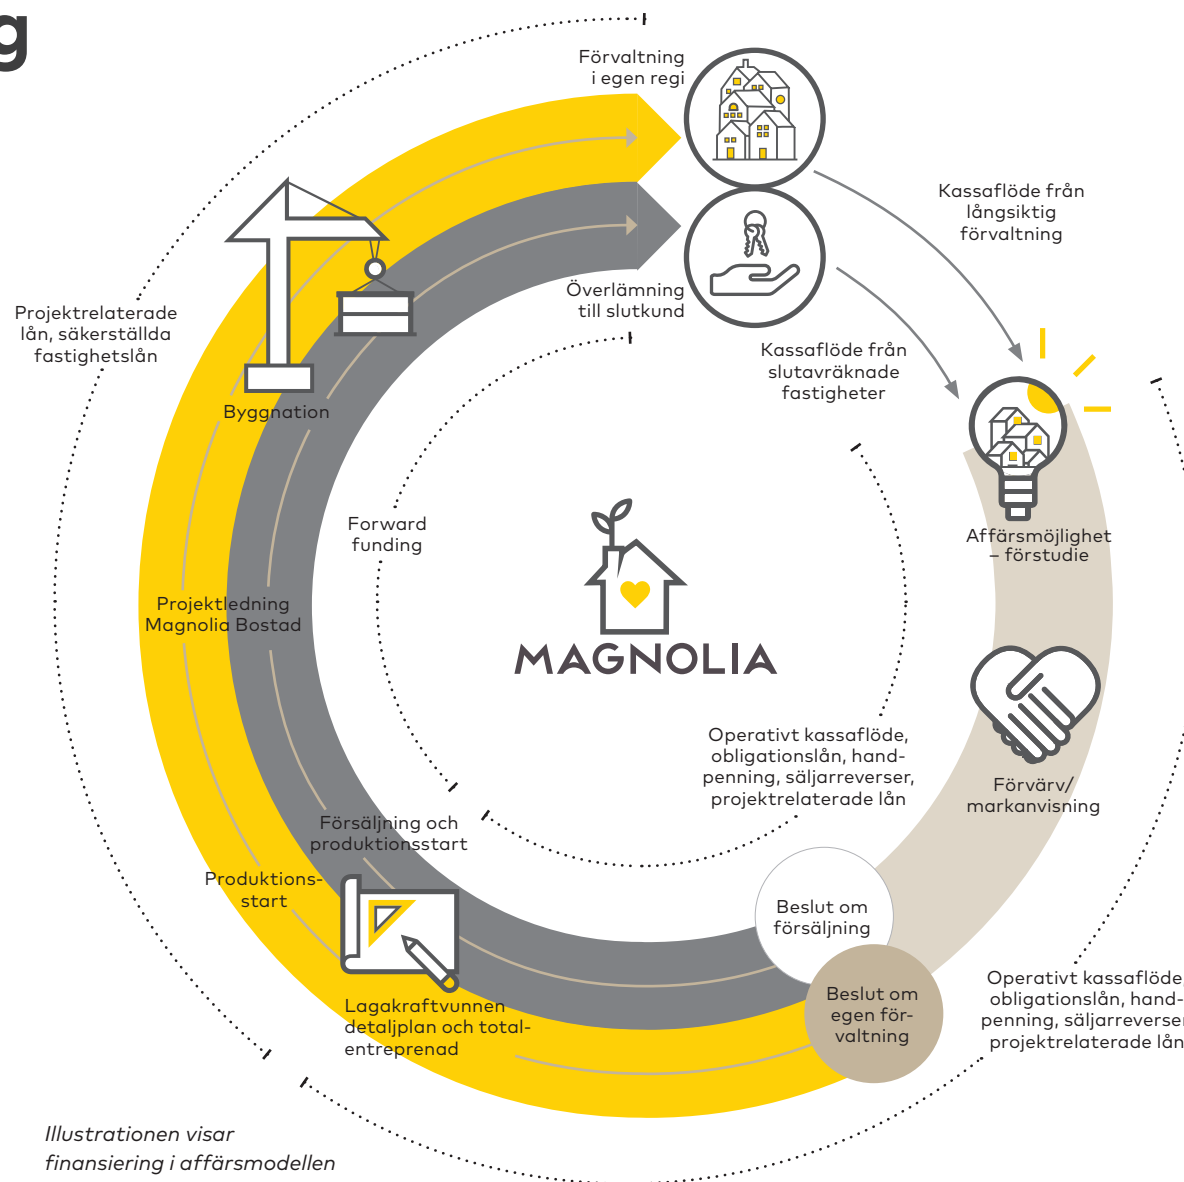 g
Förvaltning
i egen regi
Kassaflöde från
långsiktig
förvaltning
Överlämning
till slutkund
Kassaflöde från
slutavräknade
fastigheter
Projektrelaterade
lån, säkerställda
fastighetslån
Byggnation
Forward
funding
Affärsmöjlighet
– förstudie
Projektledning
Magnolia Bostad
MAGNOLIA
Operativt kassaflöde,
obligationslån, hand-
penning, säljarreverser,
projektrelaterade lån
Förvärv/
markanvisning
Försäljning och
produktionsstart
Produktions-
start
Beslut om
försäljning
Lagakraftvunnen
detaljplan och total-
entreprenad
Beslut om
egen för-
valtning
Operativt kassaflöde,
obligationslån, hand-
penning, säljarreverser
projektrelaterade lån
Illustrationen visar
finansiering i affärsmodellen